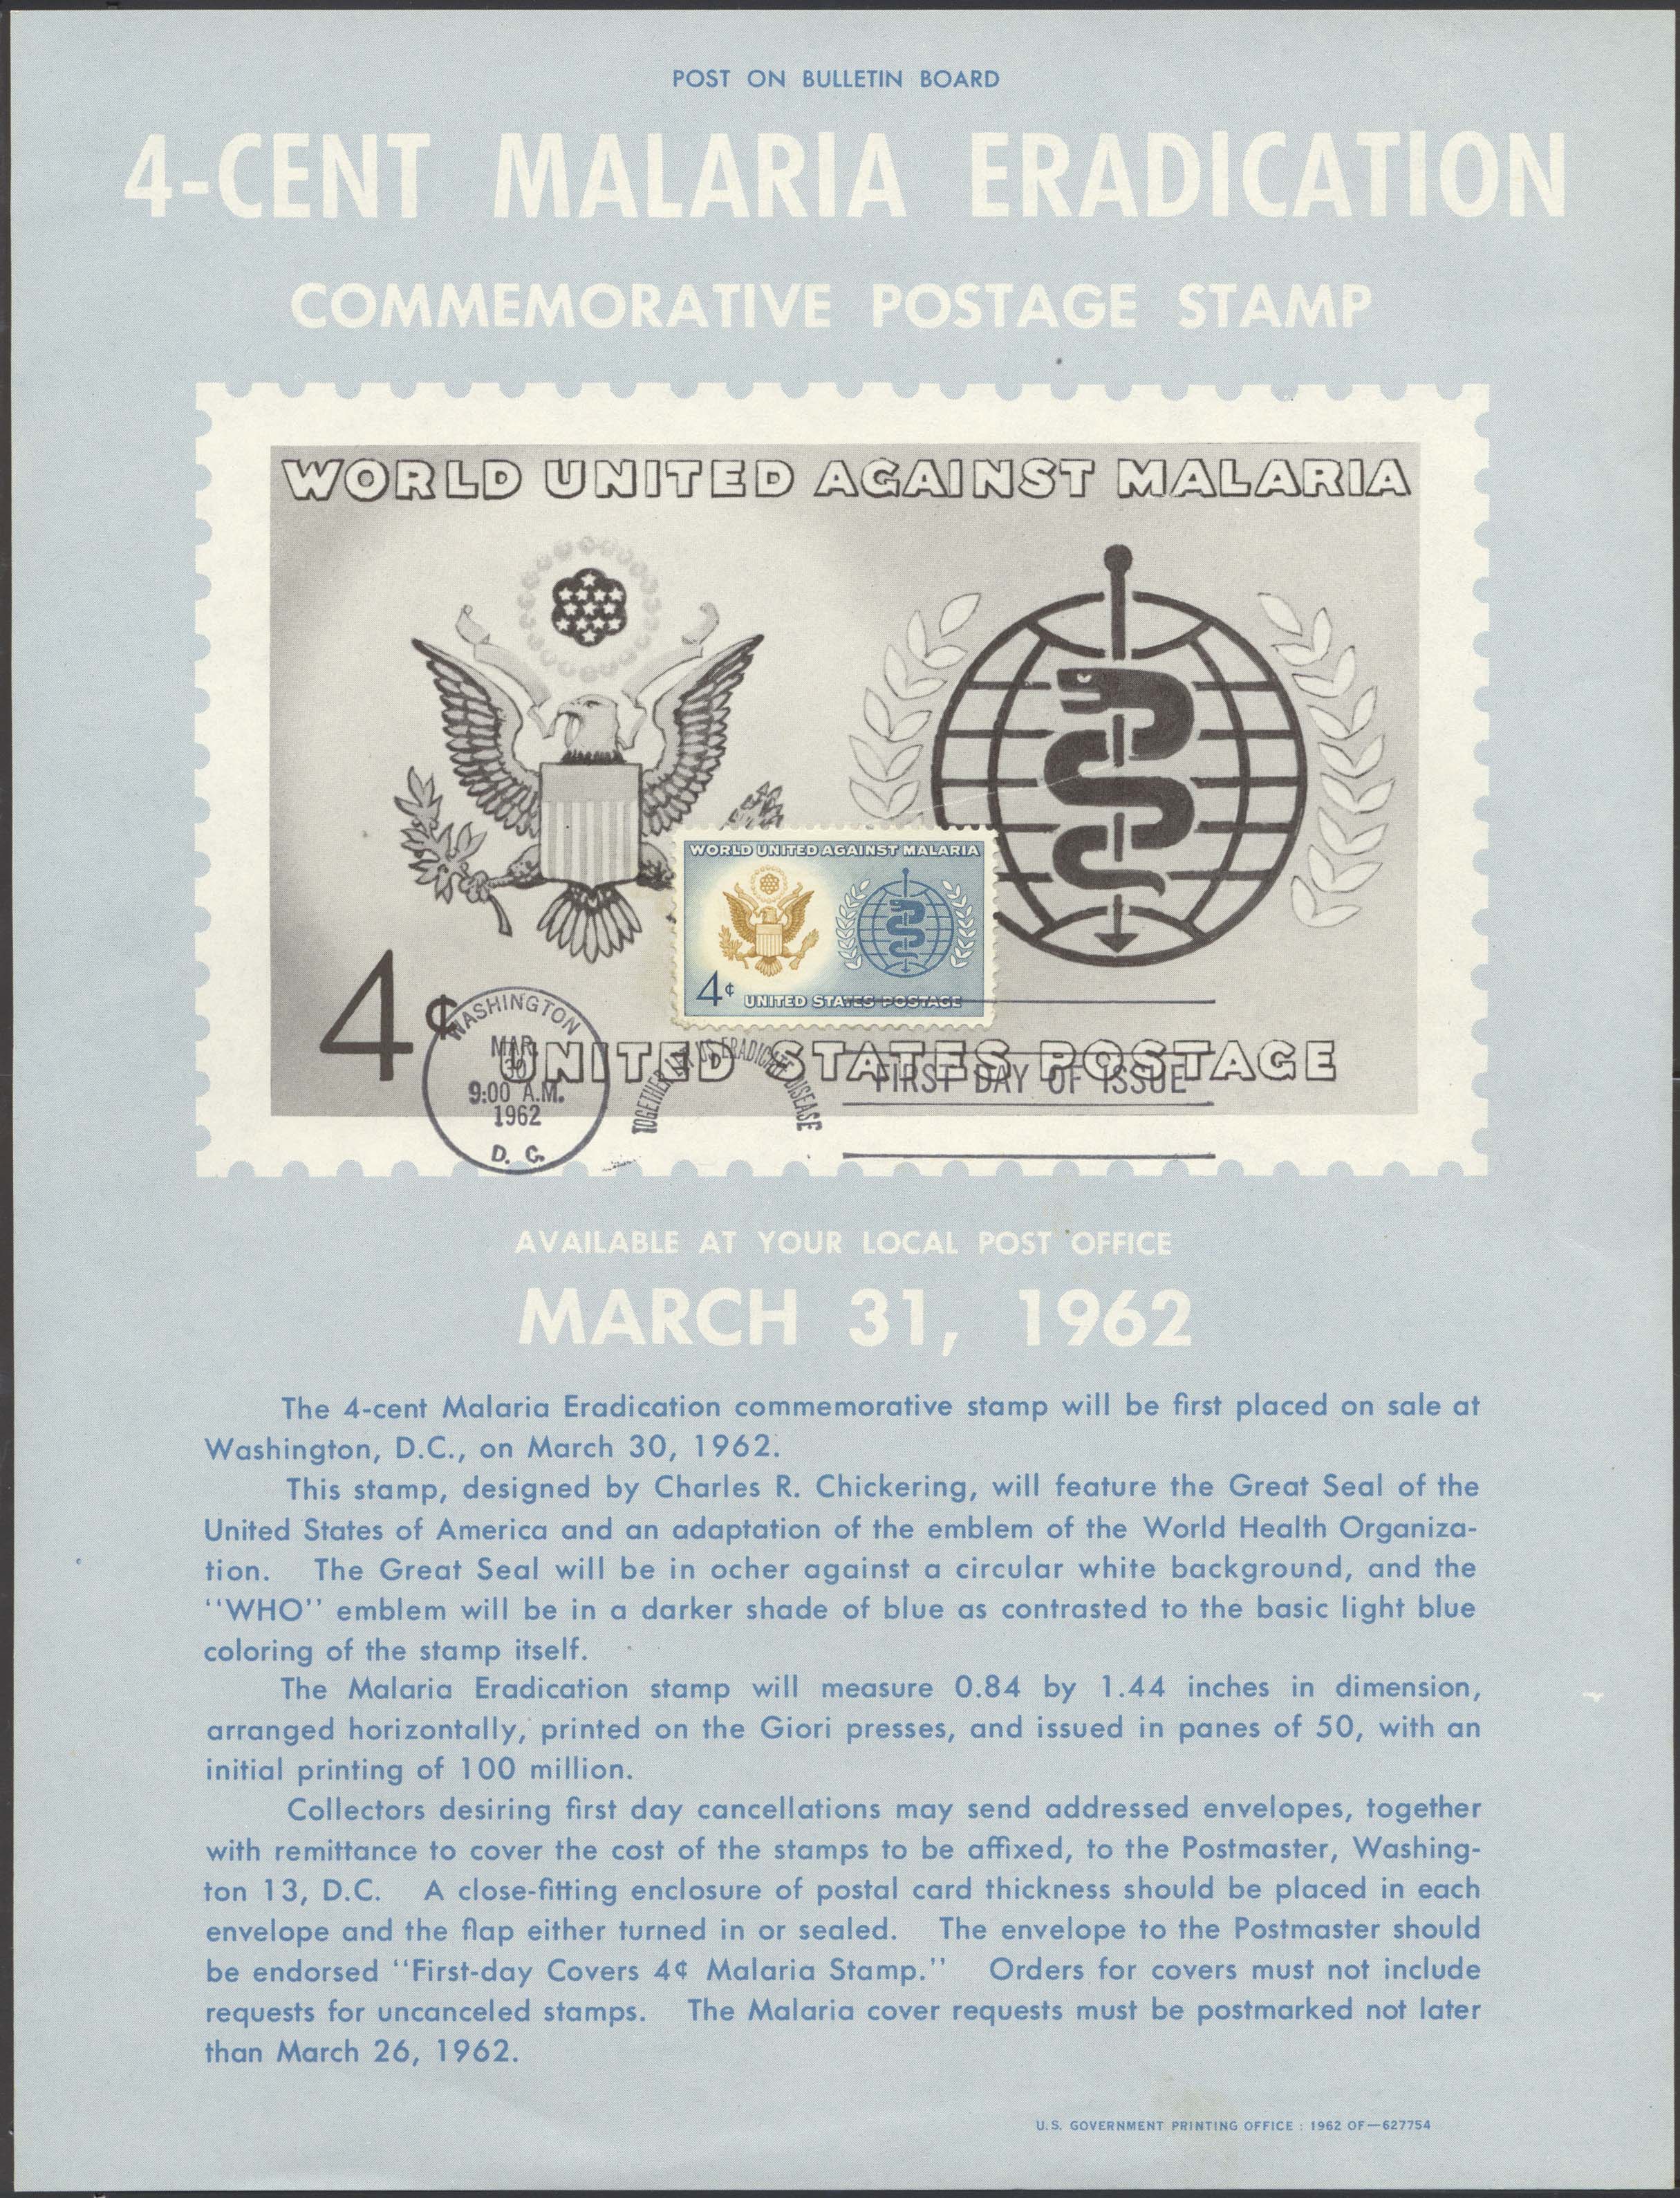 POST ON BULLETIN BOARD
4-CENT MALARIA ERADICATION
COMMEMORATIVE POSTAGE STAMP
WORLD UNITED AGAINST MALARIA
WORLD UNITED AGAINST MALARIA
4¢
UNITED STATES POSTAGE
4¢
UNITED STATES POSTAGE
WASHINGTON
MAR
30
9:00 A.M.
1962
D. C.
TOGETHER LET US ERADICATE DISEASE
FIRST DAY OF ISSUE
AVAILABLE AT YOUR LOCAL POST OFFICE
MARCH 31, 1962
The 4-cent Malaria Eradication commemorative stamp will be first placed on sale at
Washington, D.C., on March 30, 1962.
This stamp, designed by Charles R. Chickering, will feature the Great Seal of the
United States of America and an adaptation of the emblem of the World Health Organiza-
tion. The Great Seal will be in ocher against a circular white background, and the
''WHO'' emblem will be in a darker shade of blue as contrasted to the basic light blue
coloring of the stamp itself.
The Malaria Eradication stamp will measure 0.84 by 1.44 inches in dimension,
arranged horizontally, printed on the Giori presses, and issued in panes of 50, with an
initial printing of 100 million.
Collectors desiring first day cancellations may send addressed envelopes, together
with remittance to cover the cost of the stamps to be affixed, to the Postmaster, Washing-
ton 13, D.C. A close-fitting enclosure of postal card thickness should be placed in each
envelope and the flap either turned in or sealed. The envelope to the Postmaster should
be endorsed ''First-day Covers 4¢ Malaria Stamp.'' Orders for covers must not include
requests for uncanceled stamps. The Malaria cover requests must be postmarked not later
than March 26, 1962.
U.S. GOVERNMENT PRINTING OFFICE : 1962 OF—627754